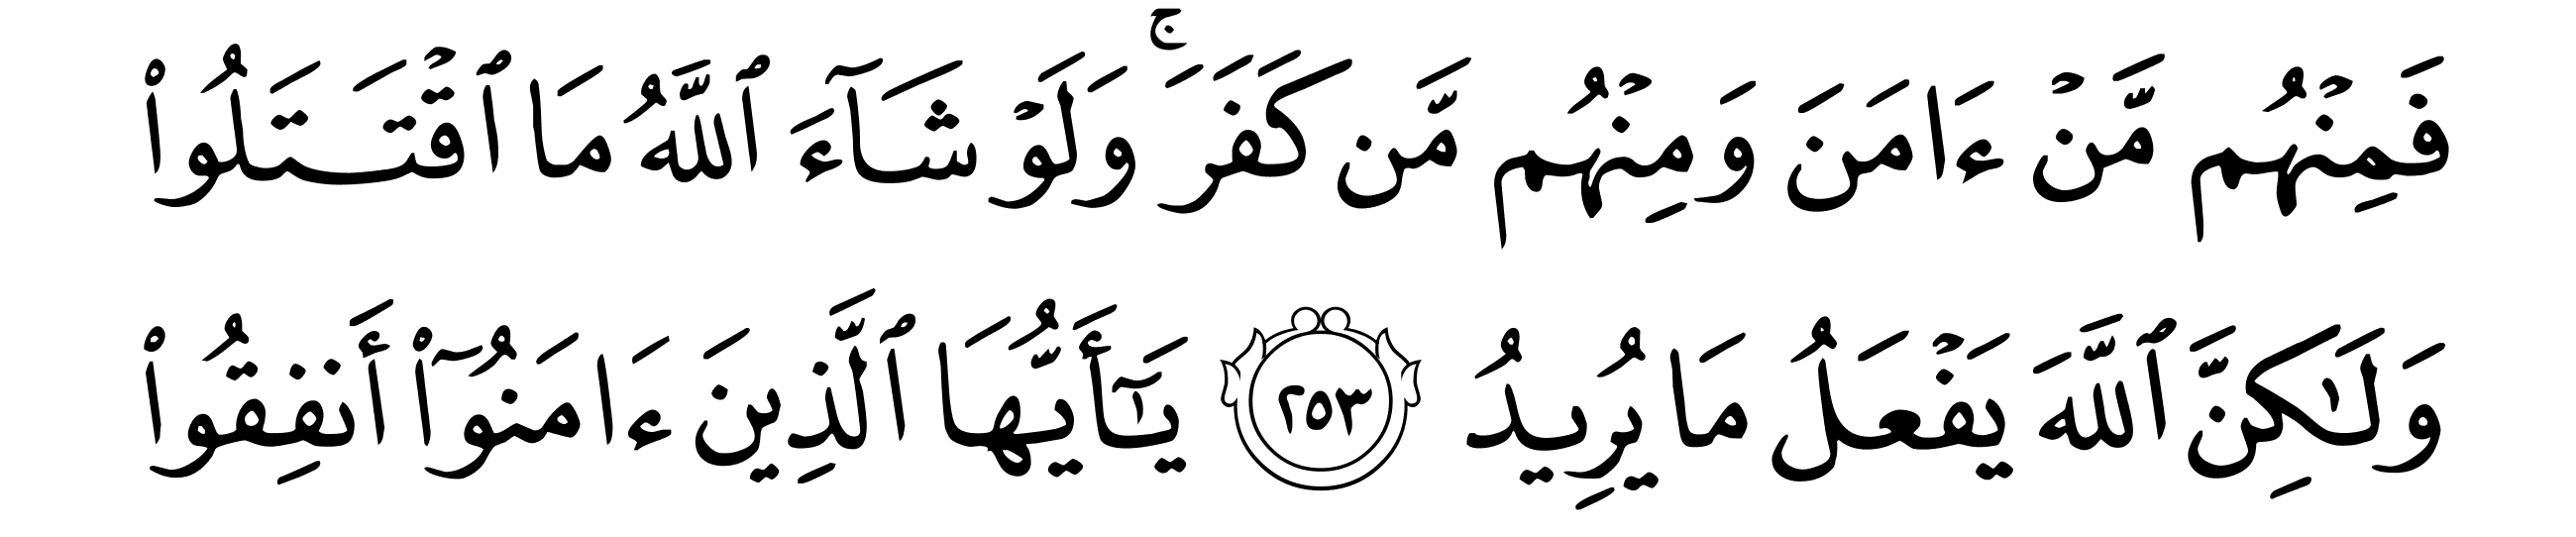 فَمِنۡهُم مَّنۡ ءَامَنَ وَمِنۡهُم مَّن كَفَرَۚ وَلَوۡ شَآءَ ٱللَّهُ مَا ٱقۡتَتَلُواْ
وَلَٰكِنَّ ٱللَّهَ يَفۡعَلُ مَا يُرِيدُ ٢٥٣ يَٰٓأَيُّهَا ٱلَّذِينَ ءَامَنُوٓاْ أَنفِقُواْ